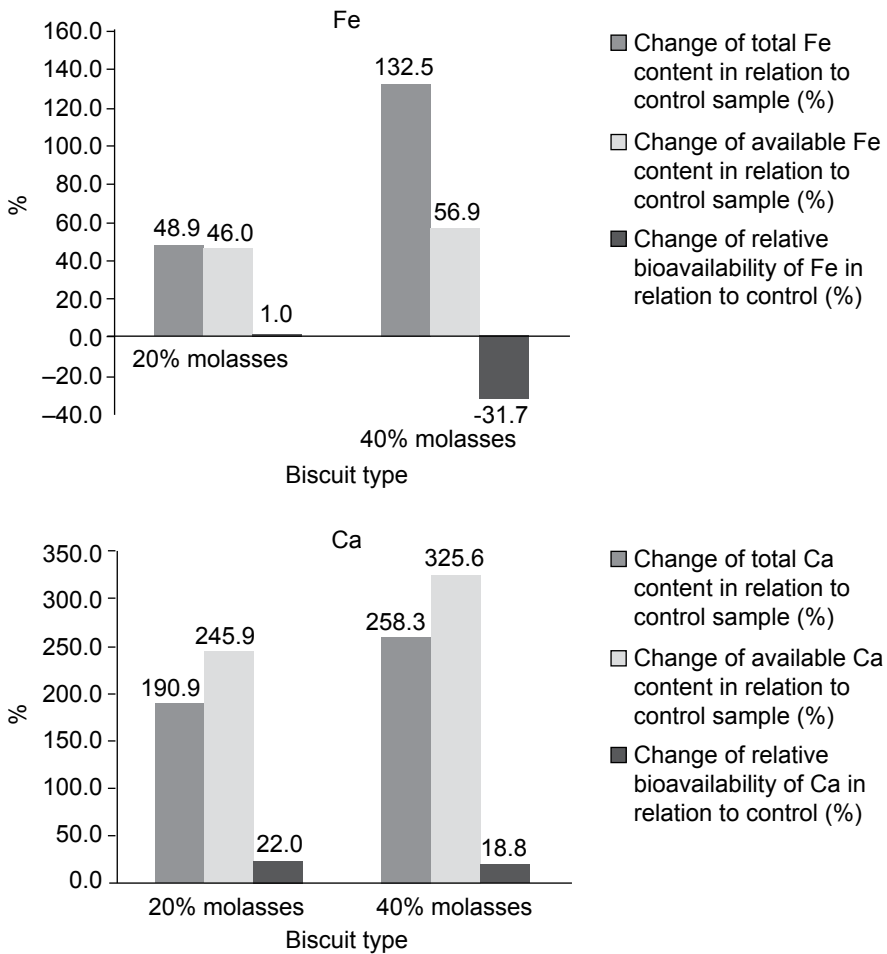 Fe
160.0
140.0
120.0
100.0
80.0
60.0
40.0
20.0
0.0
–20.0
–40.0
%
48.9
46.0
1.0
132.5
56.9
-31.7
20% molasses
40% molasses
Biscuit type
Change of total Fe
content in relation to
control sample (%)
Change of available Fe
content in relation to
control sample (%)
Change of relative
bioavailability of Fe in
relation to control (%)
Ca
350.0
300.0
250.0
200.0
150.0
100.0
50.0
0.0
%
190.9
245.9
22.0
258.3
325.6
18.8
20% molasses
40% molasses
Biscuit type
Change of total Ca
content in relation to
control sample (%)
Change of available Ca
content in relation to
control sample (%)
Change of relative
bioavailability of Ca in
relation to control (%)